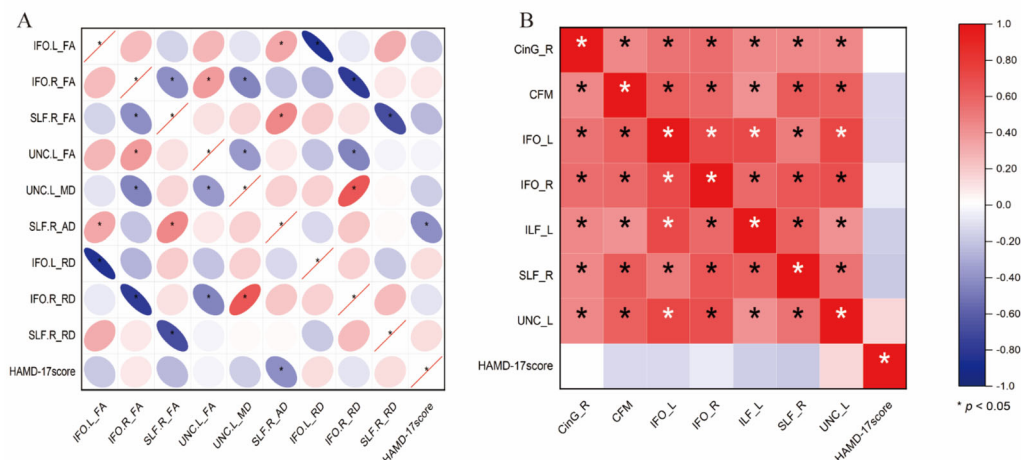 A
IFO.L_FA
IFO.R_FA
SLF.R_FA
UNC.L_FA
UNC.L_MD
SLF.R_AD
IFO.L_RD
IFO.R_RD
SLF.R_RD
HAMD-17score
IFO.L_FA
IFO.R_FA
SLF.R_FA
UNC.L_FA
UNC.L_MD
SLF.R_AD
IFO.L_RD
IFO.R_RD
SLF.R_RD
HAMD-17score
B
CinG_R
CFM
IFO_L
IFO_R
ILF_L
SLF_R
UNC_L
HAMD-17score
CinG_R
CFM
IFO_L
IFO_R
ILF_L
SLF_R
UNC_L
HAMD-17score
1.0
0.80
0.60
0.40
0.20
0.0
-0.20
-0.40
-0.60
-0.80
-1.0
* p < 0.05